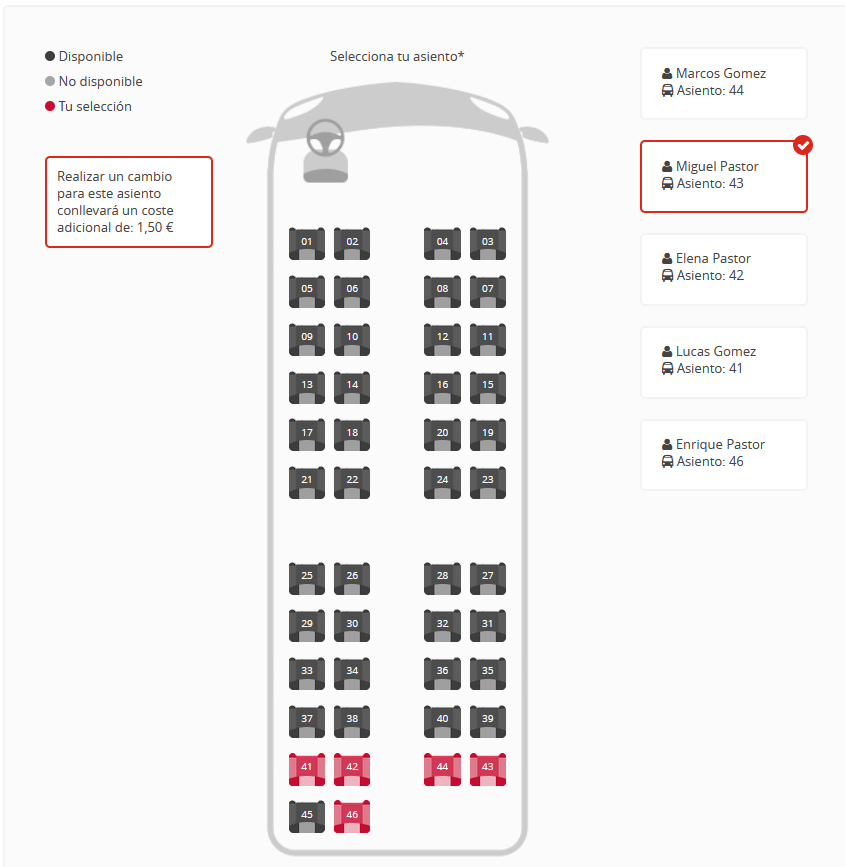 Disponible
No disponible
Tu selección
Realizar un cambio
para este asiento
conllevará un coste
adicional de: 1,50 €
Selecciona tu asiento*
01 02 04 03
05 06 08 07
09 10 12 11
13 14 16 15
17 18 20 19
21 22 24 23
25 26 28 27
29 30 32 31
33 34 36 35
37 38 40 39
41 42 44 43
45 46
Marcos Gomez
Asiento: 44
Miguel Pastor
Asiento: 43
Elena Pastor
Asiento: 42
Lucas Gomez
Asiento: 41
Enrique Pastor
Asiento: 46